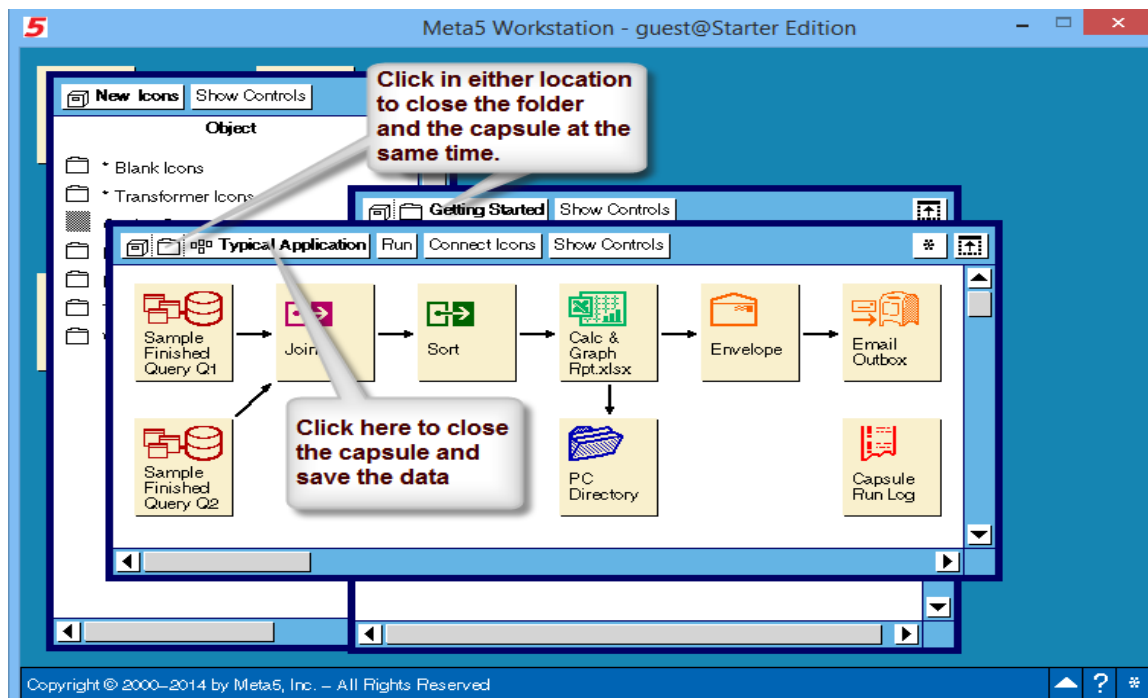 5
Meta5 Workstation - guest@Starter Edition
New Icons Show Controls
Object
* Blank Icons
* Transformer Icons
Click in either location
to close the folder
and the capsule at the
same time.
Getting Started Show Controls
Typical Application Run Connect Icons Show Controls *
Sample
Finished
Query Q1
Join
Sort
Calc &
Graph
Rpt.xlsx
Envelope
Email
Outbox
Click here to close
the capsule and
save the data
Sample
Finished
Query Q2
PC
Directory
Capsule
Run Log
Copyright © 2000–2014 by Meta5, Inc. – All Rights Reserved ? *